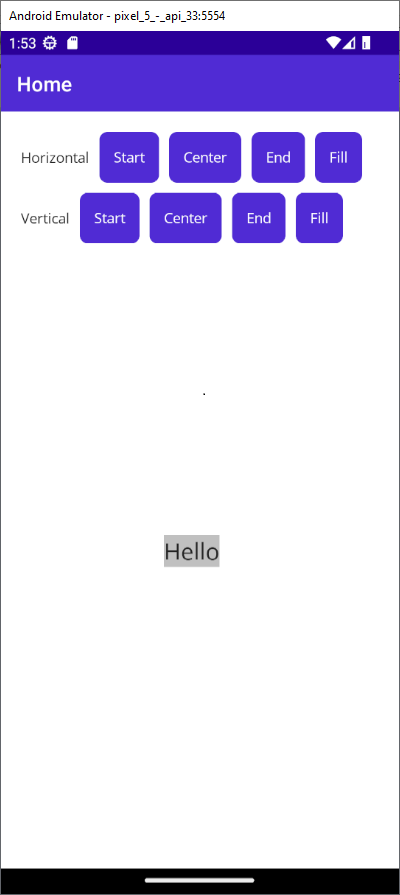 Android Emulator - pixel_5_-_api_33:5554
1:53
Home
Horizontal Start Center End Fill
Vertical Start Center End Fill
.
Hello